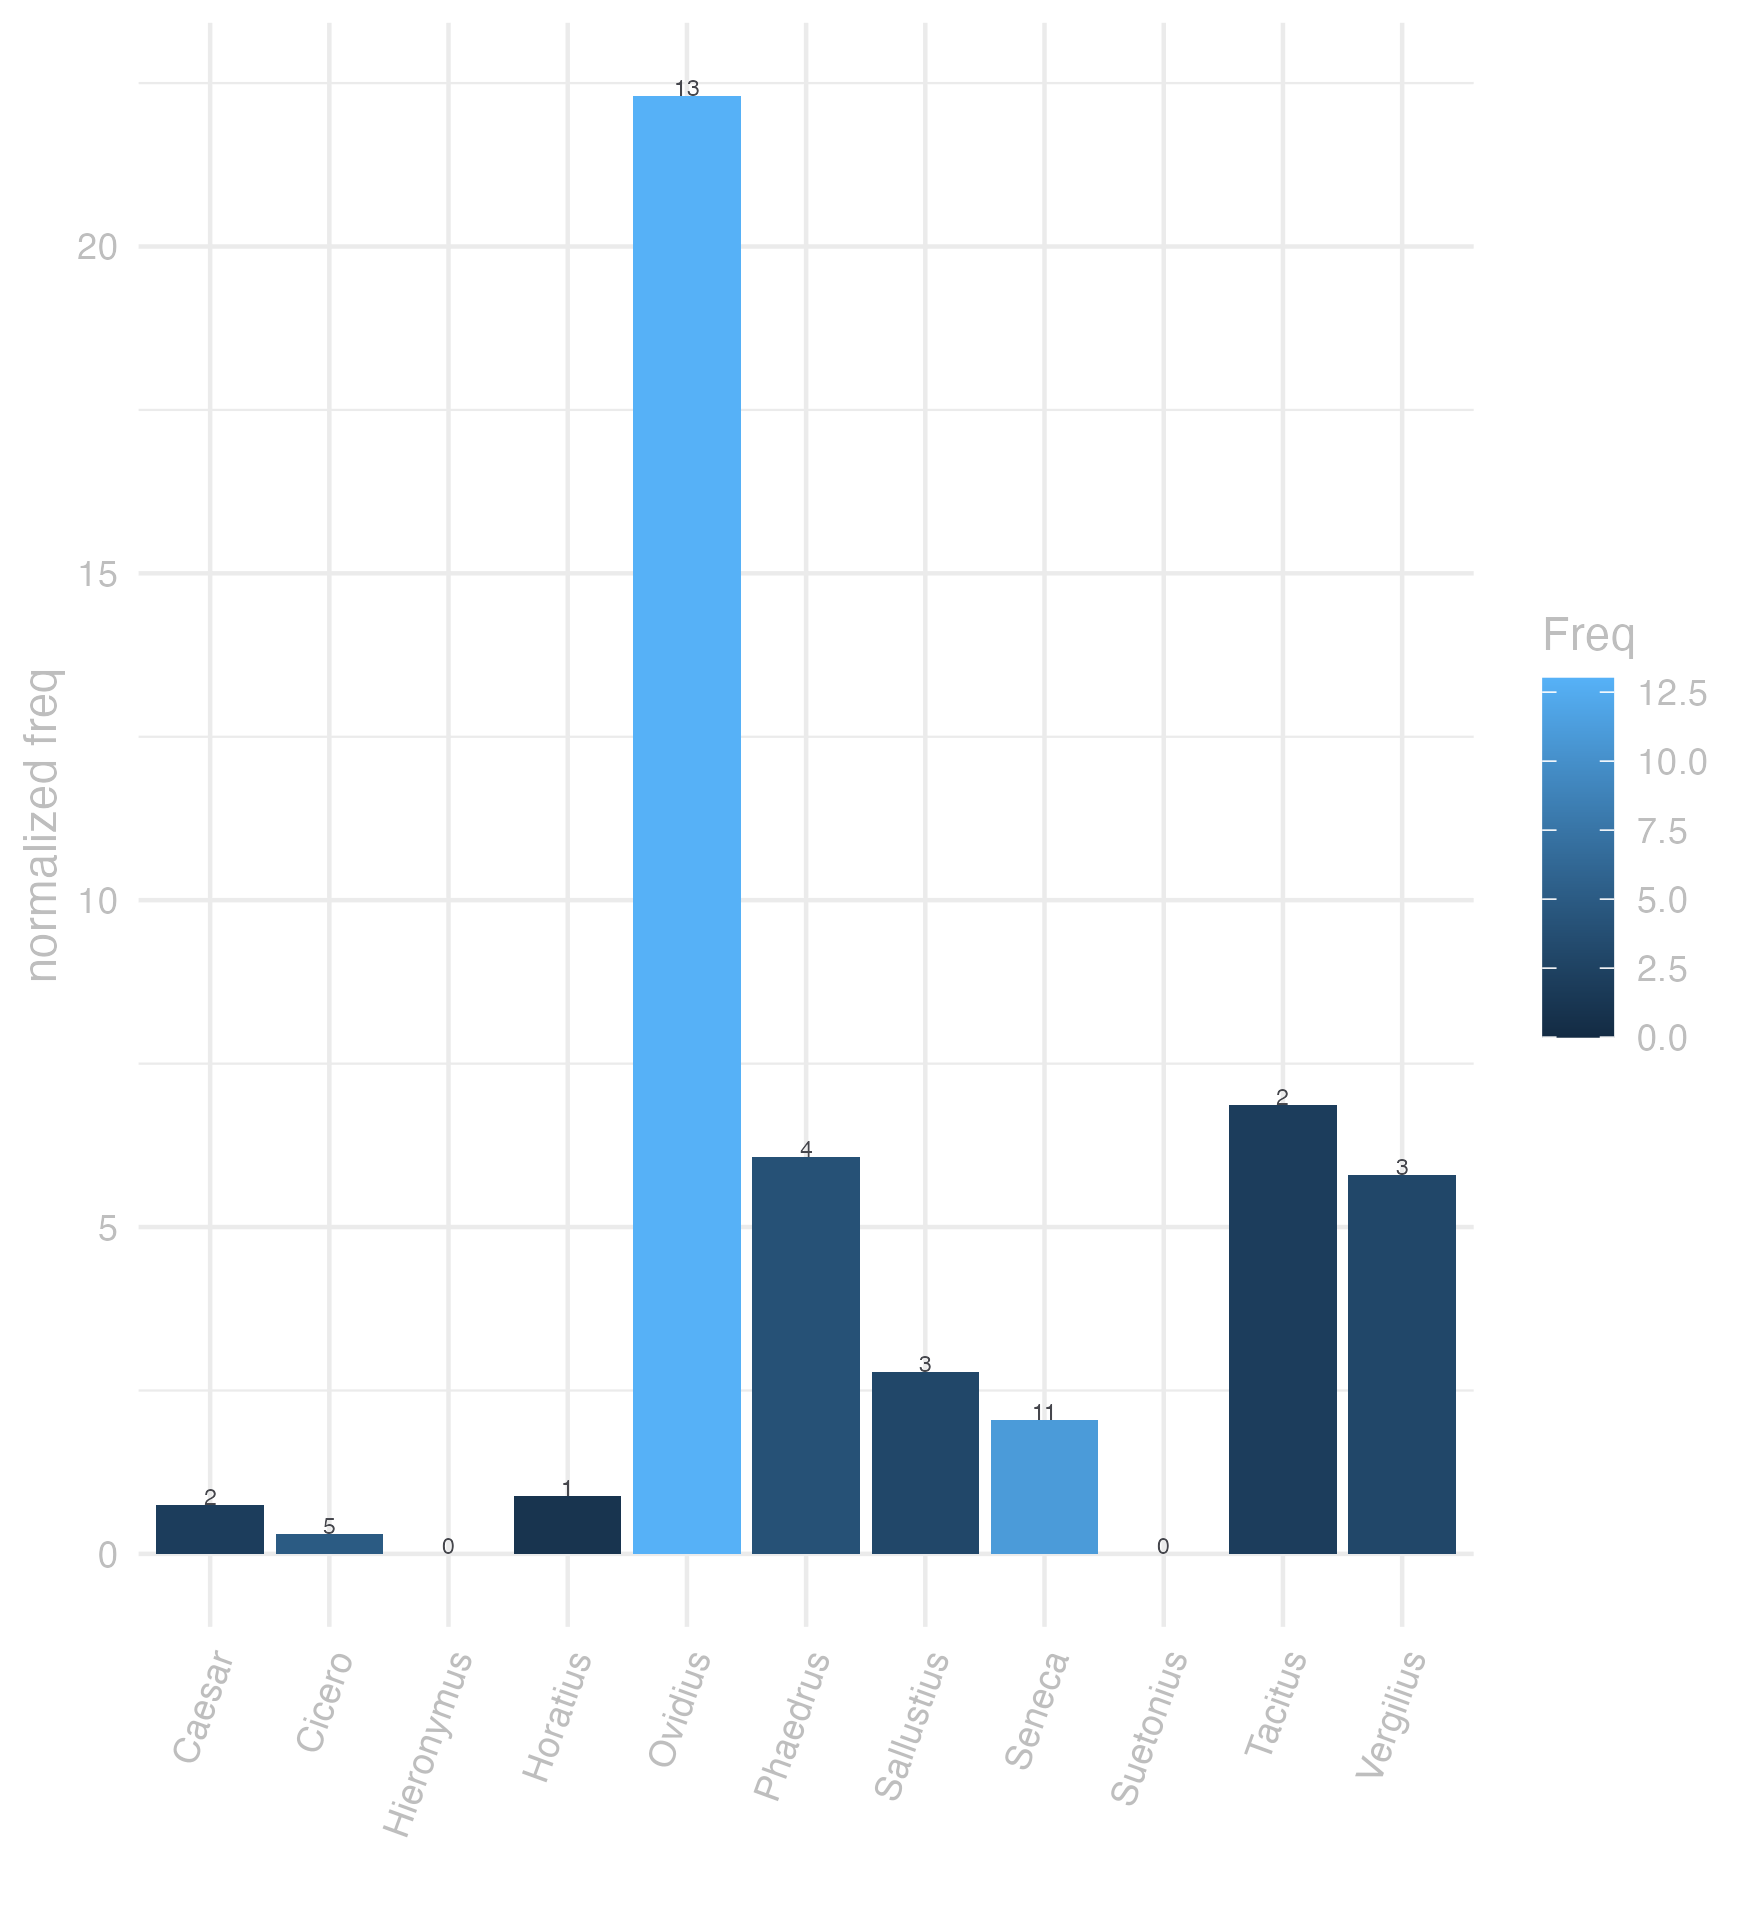 13
20
15
10
5
0
normalized freq
2
5
0
1
4
3
11
0
2
3
Caesar
Cicero
Hieronymus
Horatius
Ovidius
Phaedrus
Sallustius
Seneca
Suetonius
Tacitus
Vergilius
Freq
12.5
10.0
7.5
5.0
2.5
0.0